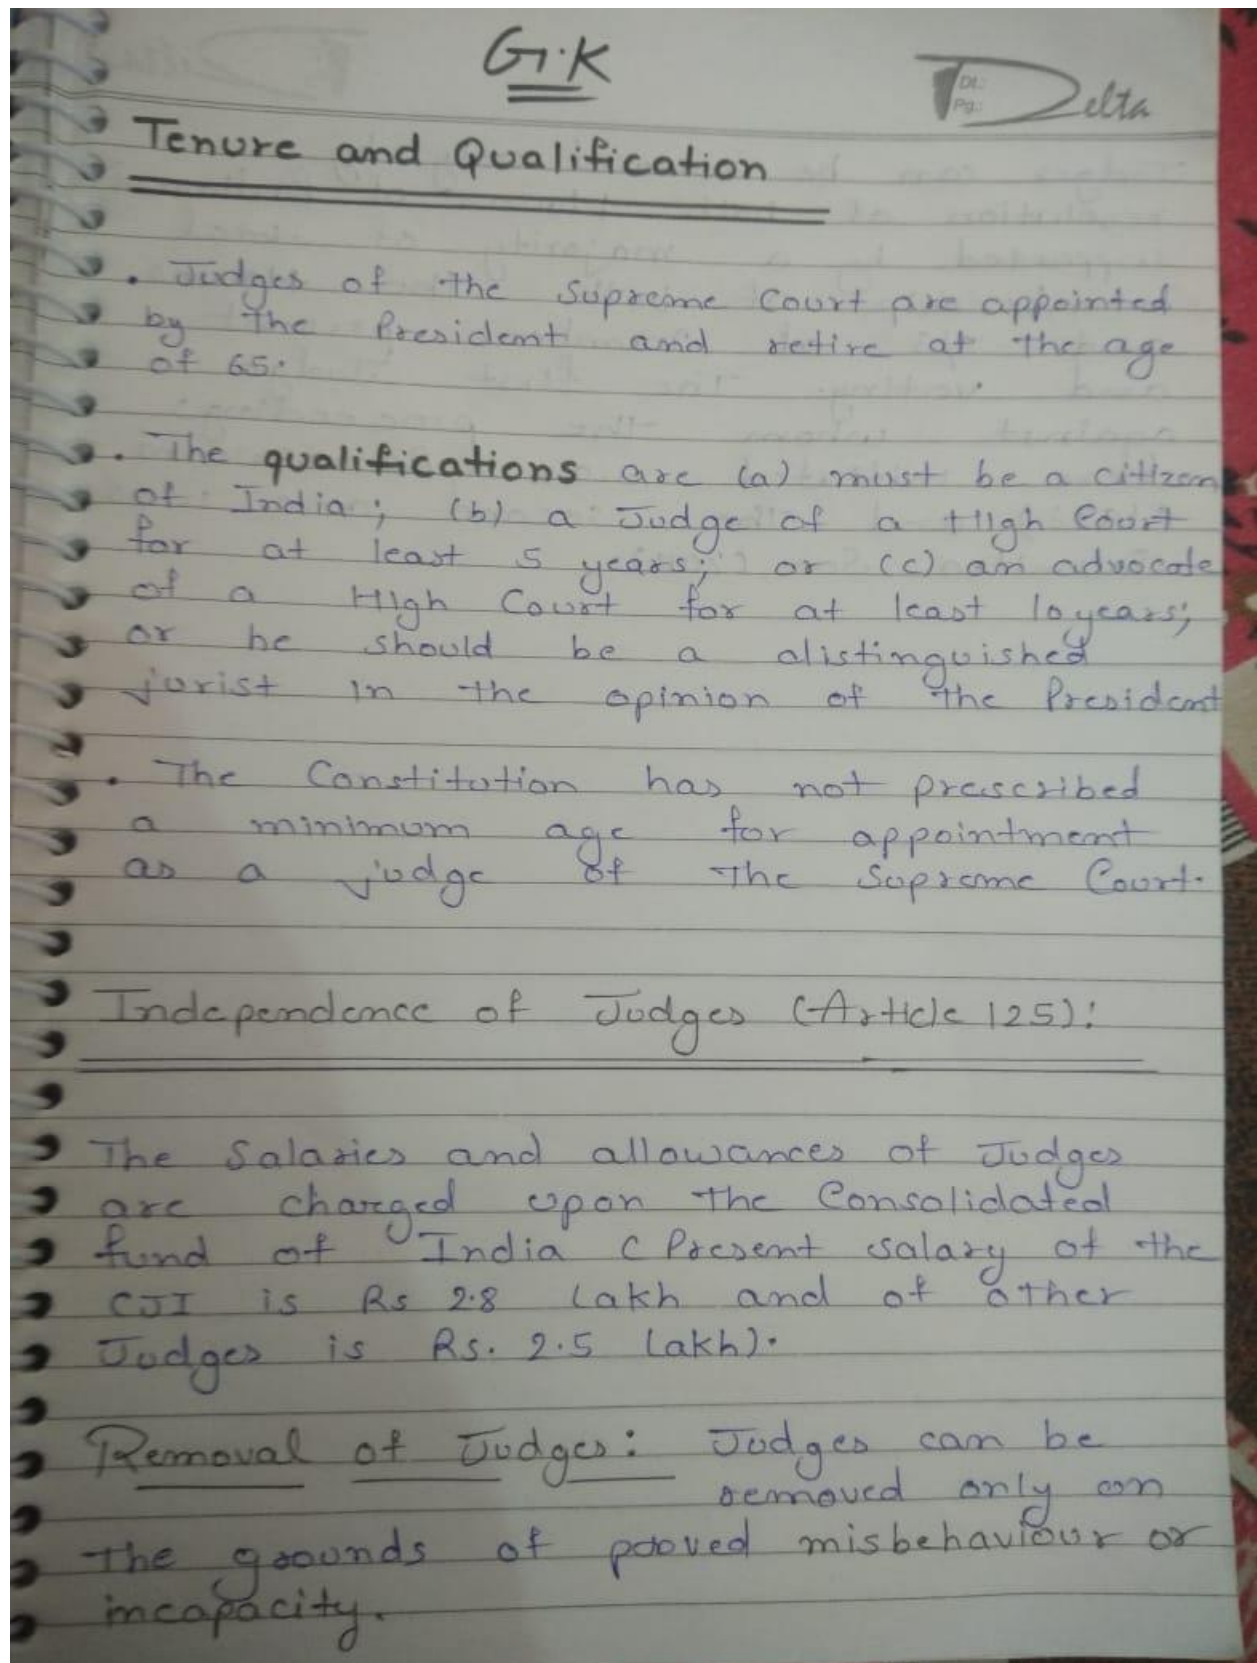 G.K
Dt.:
Pg.:
Delta
Tenure and Qualification
. Judges of the Supreme Court are appointed
by the President and retire at the age
of 65.
. The qualifications are (a) must be a citizen
of India; (b) a Judge of a High Court
for at least 5 years; or (c) an advocate
of a High Court for at least 10 years;
or he should be a distinguished
jurist in the opinion of the President
. The Constitution has not prescribed
a minimum age for appointment
as a judge of the Supreme Court.
Independence of Judges (Article 125):
The Salaries and allowances of Judges
are charged upon the Consolidated
fund of India ( Present salary of the
CJI is Rs 2.8 Lakh and of other
Judges is Rs. 2.5 Lakh).
Removal of Judges: Judges can be
removed only on
the grounds of proved misbehaviour or
incapacity.